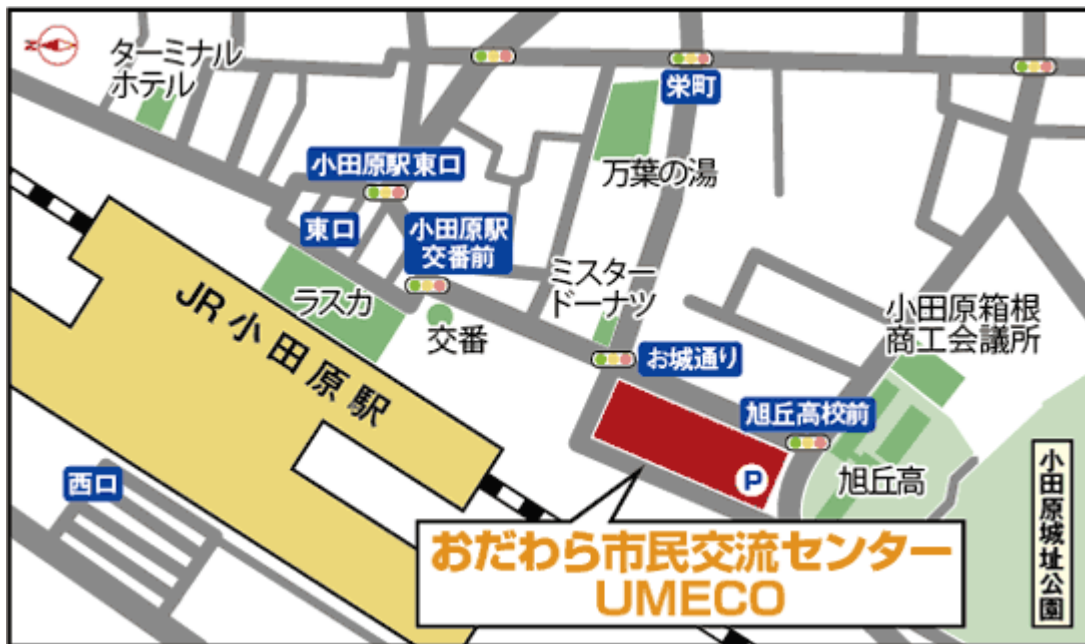 N
ターミナル
ホテル
栄町
小田原駅東口
万葉の湯
東口
小田原駅
交番前
ミスター
ドーナツ
ラスカ
交番
小田原箱根
商工会議所
お城通り
JR小田原駅
旭丘高校前
旭丘高
P
西口
小田原城址公園
おだわら市民交流センター
UMECO